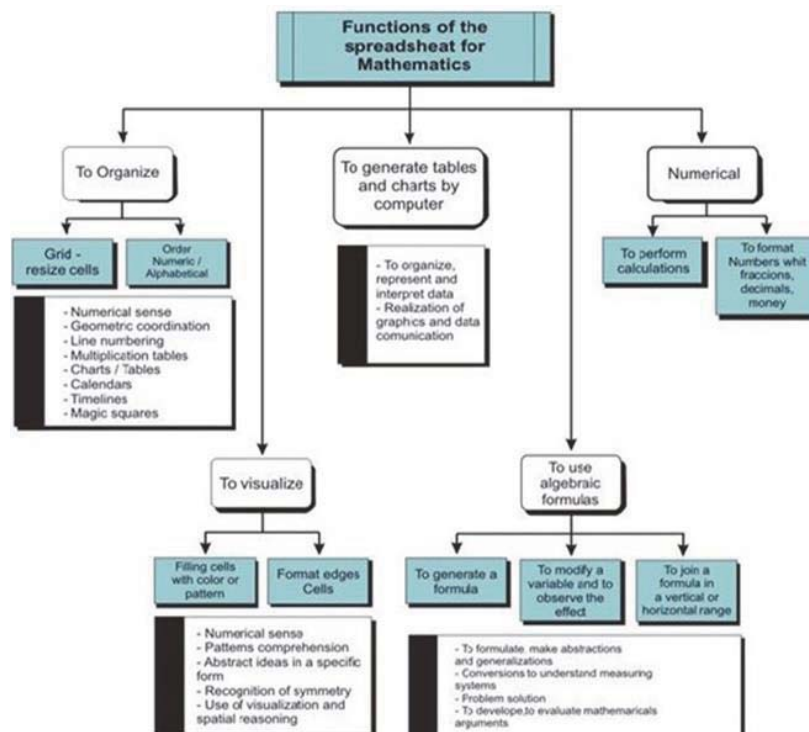 Functions of the
spreadsheat for
Mathematics
To Organize
To generate tables
and charts by
computer
Numerical
Grid -
resize cells
Order
Numeric /
Alphabetical
- To organize,
represent and
interpret data
- Realization of
graphics and data
comunication
To perform
calculations
To format
Numbers whit
fraccions,
decimals,
money
- Numerical sense
- Geometric coordination
- Line numbering
- Multiplication tables
- Charts / Tables
- Calendars
- Timelines
- Magic squares
To visualize
To use
algebraic
formulas
Filling cells
with color or
pattern
Format edges
Cells
To generate a
formula
To modify a
variable and to
observe the
effect
To join a
formula in
a vertical or
horizontal range
- Numerical sense
- Patterns comprehension
- Abstract ideas in a specific
form
- Recognition of symmetry
- Use of visualization and
spatial reasoning
- To formulate, make abstractions
and generalizations
- Conversions to understand measuring
systems
- Problem solution
- To develop,to evaluate mathemaricals
arguments